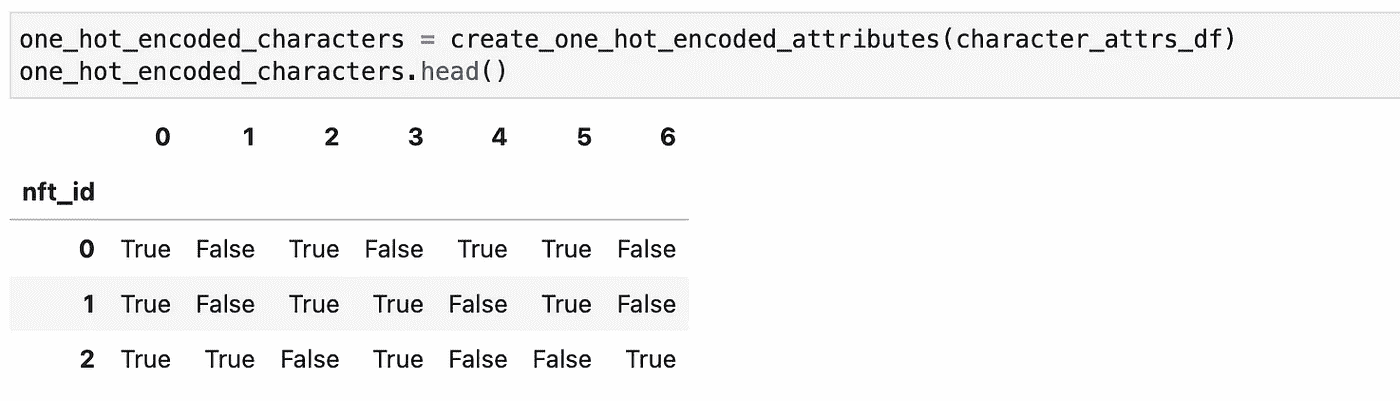 one_hot_encoded_characters = create_one_hot_encoded_attributes(character_attrs_df)
one_hot_encoded_characters.head()
0 1 2 3 4 5 6
nft_id
0 True False True False True True False
1 True False True True False True False
2 True True False True False False True